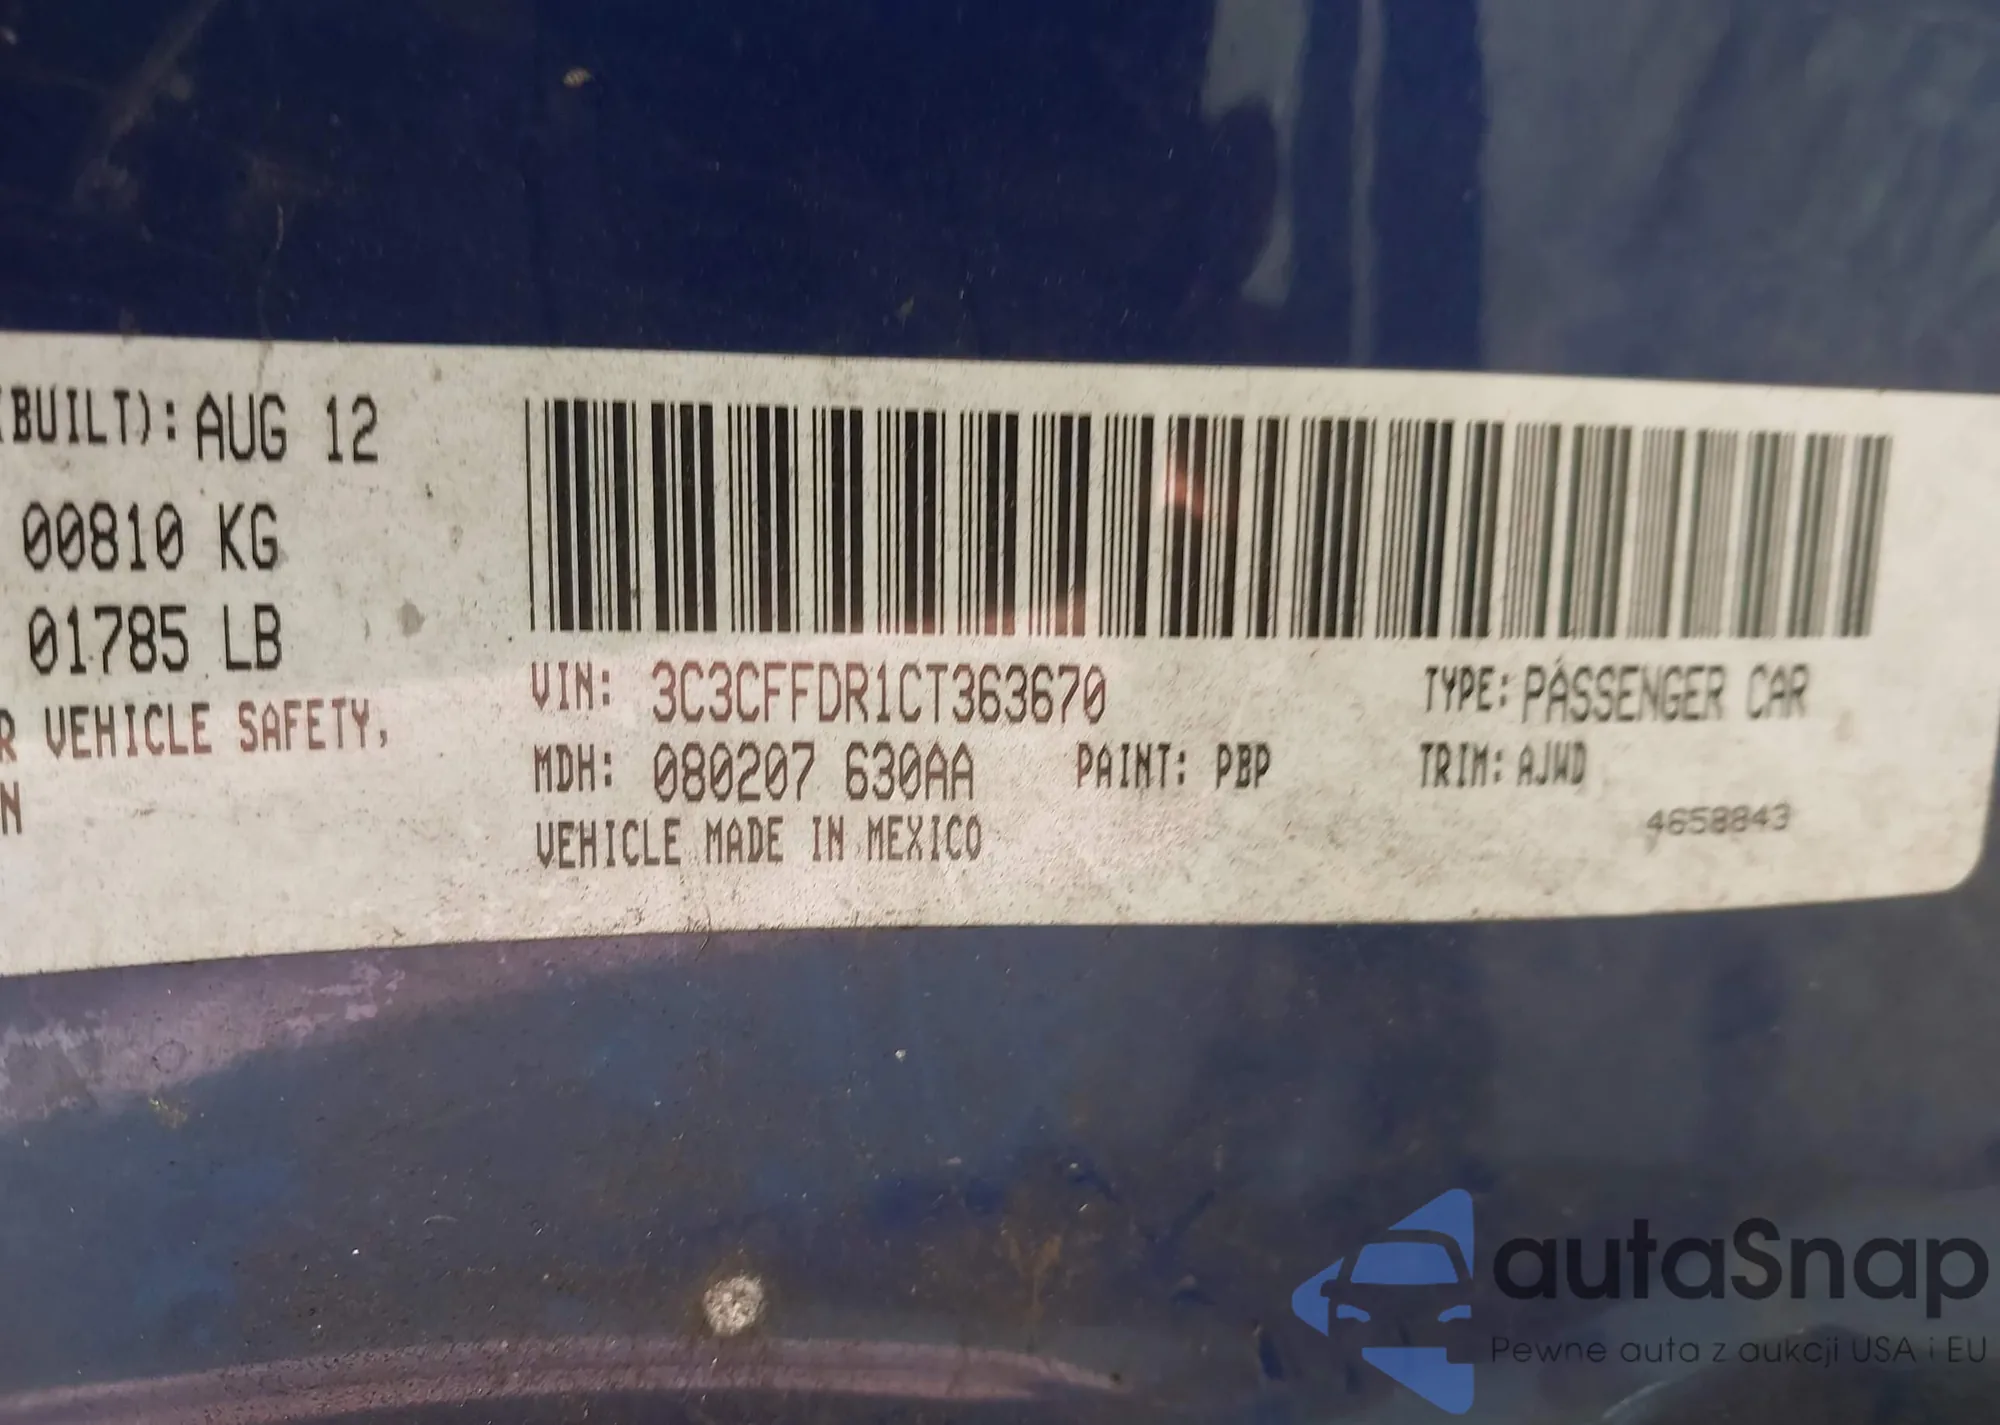 (BUILT): AUG 12
00810 KG
01785 LB
R VEHICLE SAFETY,
N
VIN: 3C3CFFDR1CT363670
TYPE: PASSENGER CAR
MDH: 080207 630AA
PAINT: PBP
TRIM: AJWD
VEHICLE MADE IN MEXICO
4658843
autaSnap
Pewne auta z aukcji USA i EU